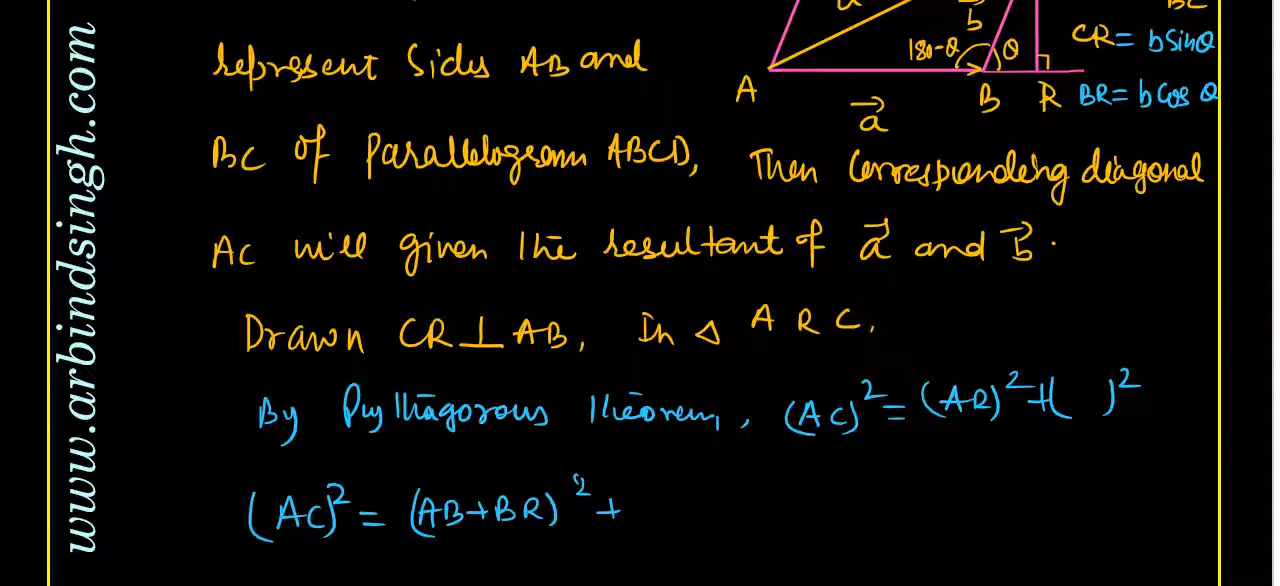 BC
b
CR = b Sinθ
180-θ θ
represent Sides AB and
A B R BR = b Cos θ
a
BC of Parallelogram ABCD, Then Corresponding diagonal
AC will given the resultant of a⃗ and b⃗.
Drawn CR⊥AB, In △ ARC,
By Pythagorous theorem, (AC)² = (AR)² + ( )²
(AC)² = (AB+BR)² +
www.arbindsingh.com